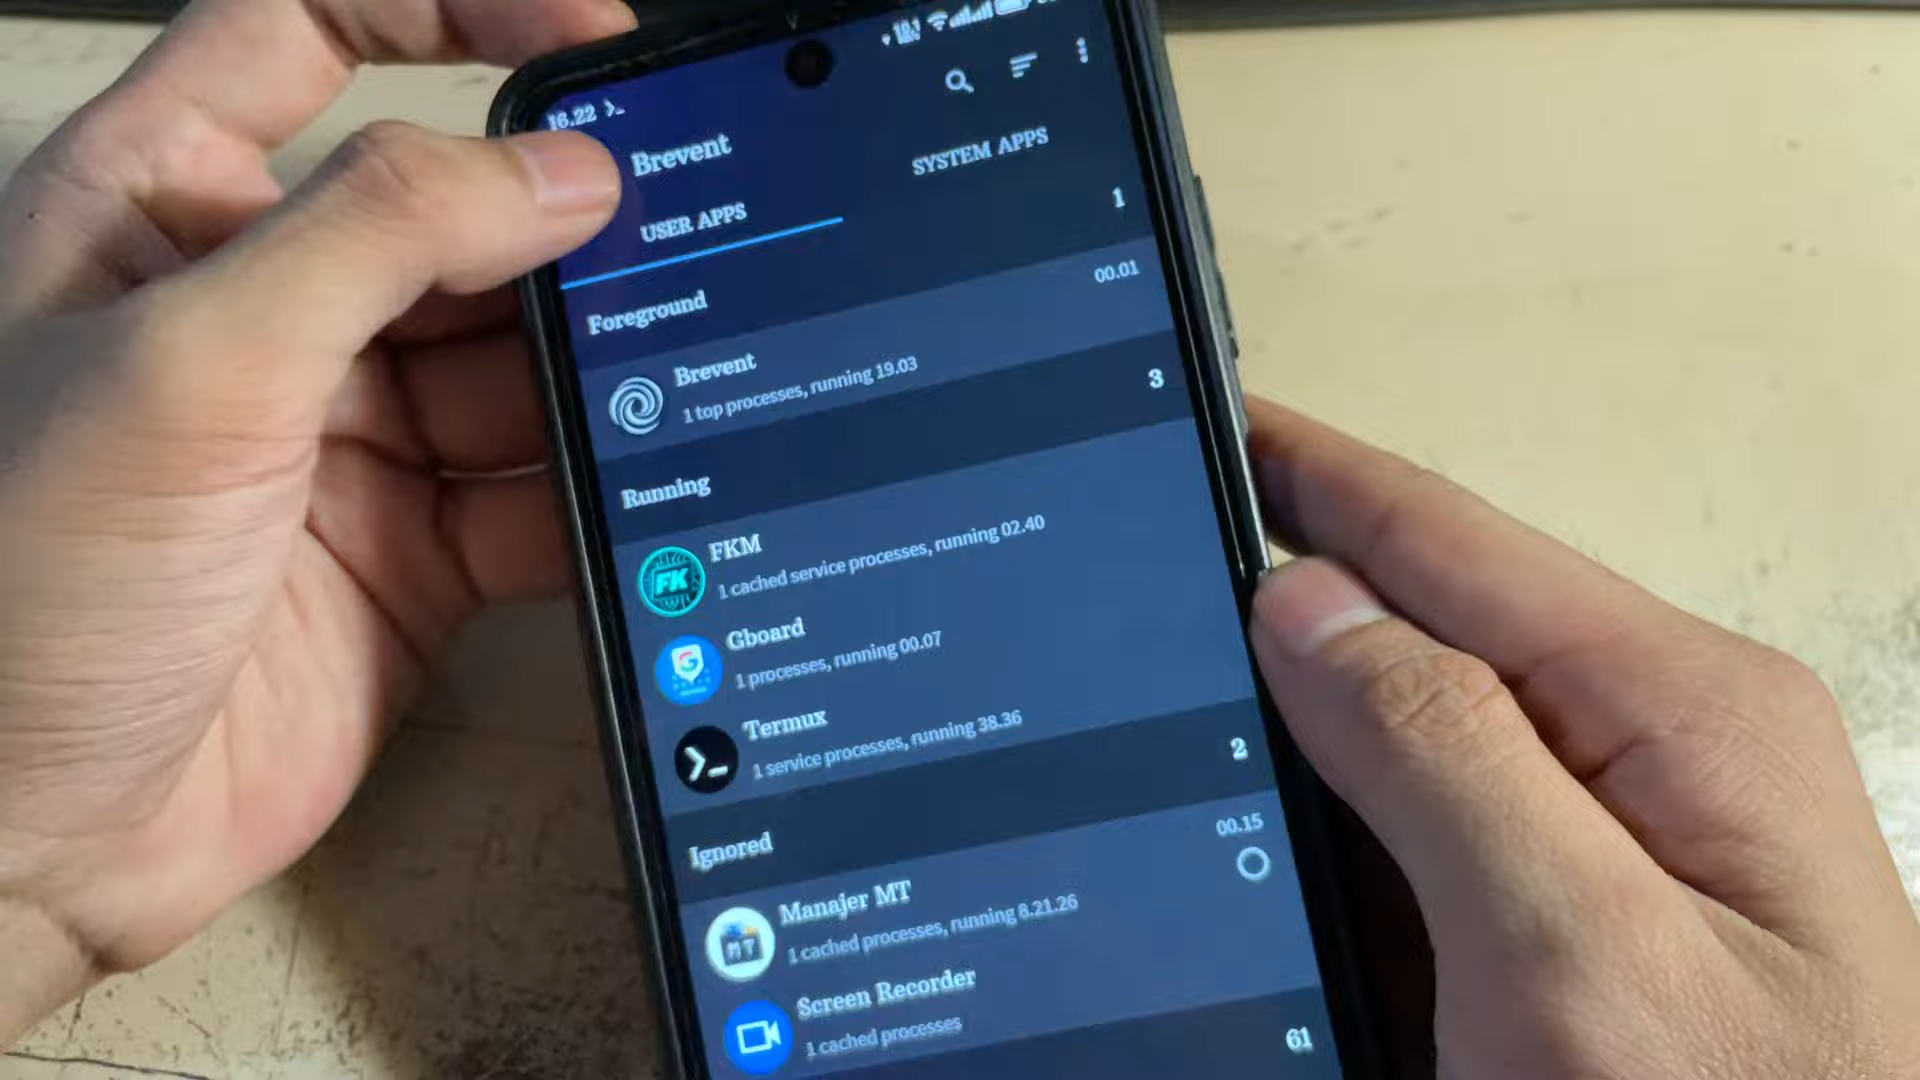 16.22
Brevent
USER APPS
SYSTEM APPS
Foreground
1
Brevent
00.01
1 top processes, running 19.03
Running
3
FK
FKM
1 cached service processes, running 02.40
G
Gboard
1 processes, running 00.07
Termux
1 service processes, running 38.36
Ignored
2
MT
Manajer MT
00.15
1 cached processes, running 8.21.26
Screen Recorder
1 cached processes
61